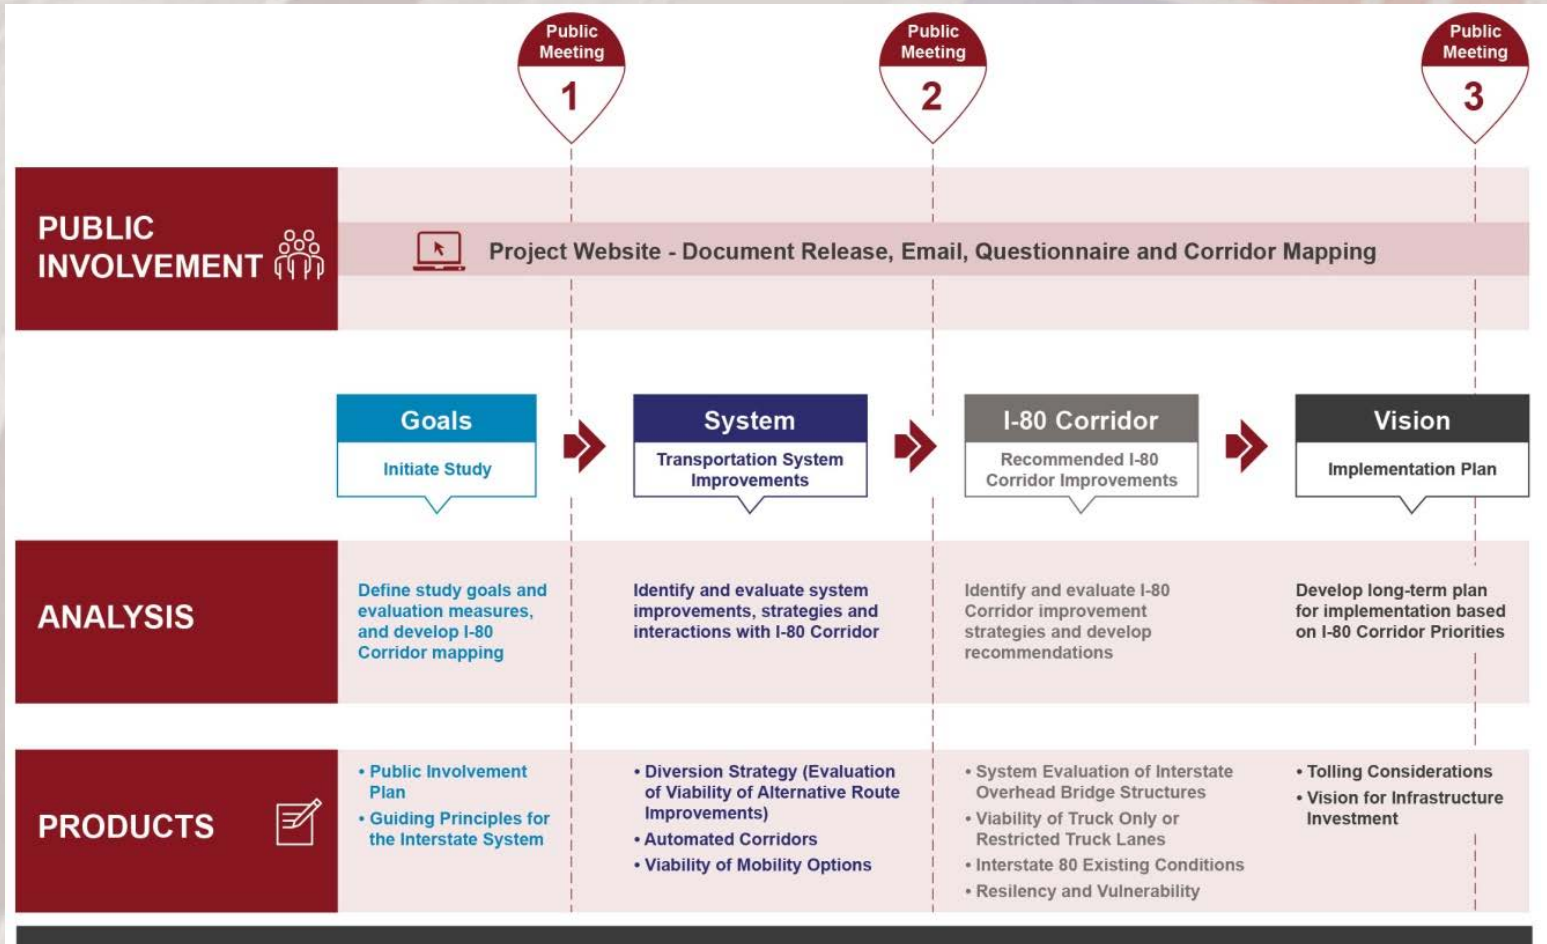 Public
Meeting
1
Public
Meeting
2
Public
Meeting
3
PUBLIC
INVOLVEMENT
Project Website - Document Release, Email, Questionnaire and Corridor Mapping
Goals
Initiate Study
System
Transportation System
Improvements
I-80 Corridor
Recommended I-80
Corridor Improvements
Vision
Implementation Plan
ANALYSIS
Define study goals and
evaluation measures,
and develop I-80
Corridor mapping
Identify and evaluate system
improvements, strategies and
interactions with I-80 Corridor
Identify and evaluate I-80
Corridor improvement
strategies and develop
recommendations
Develop long-term plan
for implementation based
on I-80 Corridor Priorities
PRODUCTS
• Public Involvement
Plan
• Guiding Principles for
the Interstate System
• Diversion Strategy (Evaluation
of Viability of Alternative Route
Improvements)
• Automated Corridors
• Viability of Mobility Options
• System Evaluation of Interstate
Overhead Bridge Structures
• Viability of Truck Only or
Restricted Truck Lanes
• Interstate 80 Existing Conditions
• Resilency and Vulnerability
• Tolling Considerations
• Vision for Infrastructure
Investment